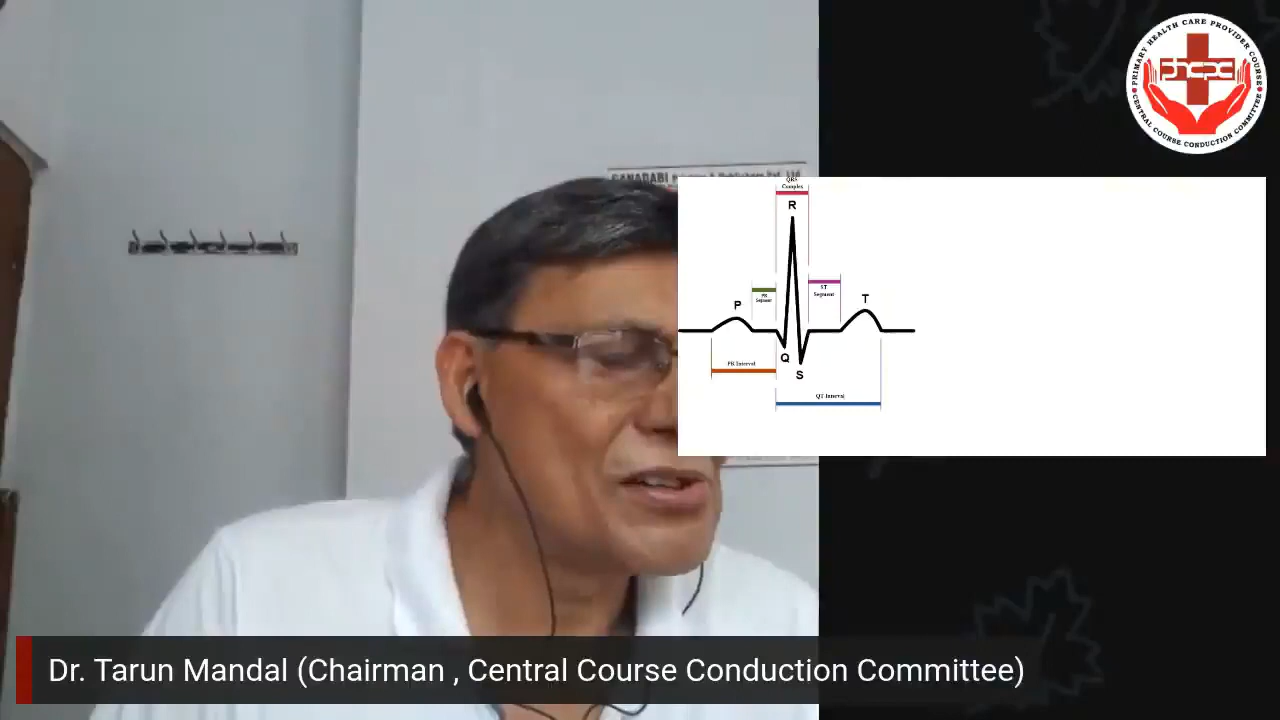 PRIMARY HEALTH CARE PROVIDER COURSE
phcpc
CENTRAL COURSE CONDUCTION COMMITTEE
QRS
Complex
R
P
PR
Segment
ST
Segment
T
Q
S
PR Interval
QT Interval
Dr. Tarun Mandal (Chairman , Central Course Conduction Committee)